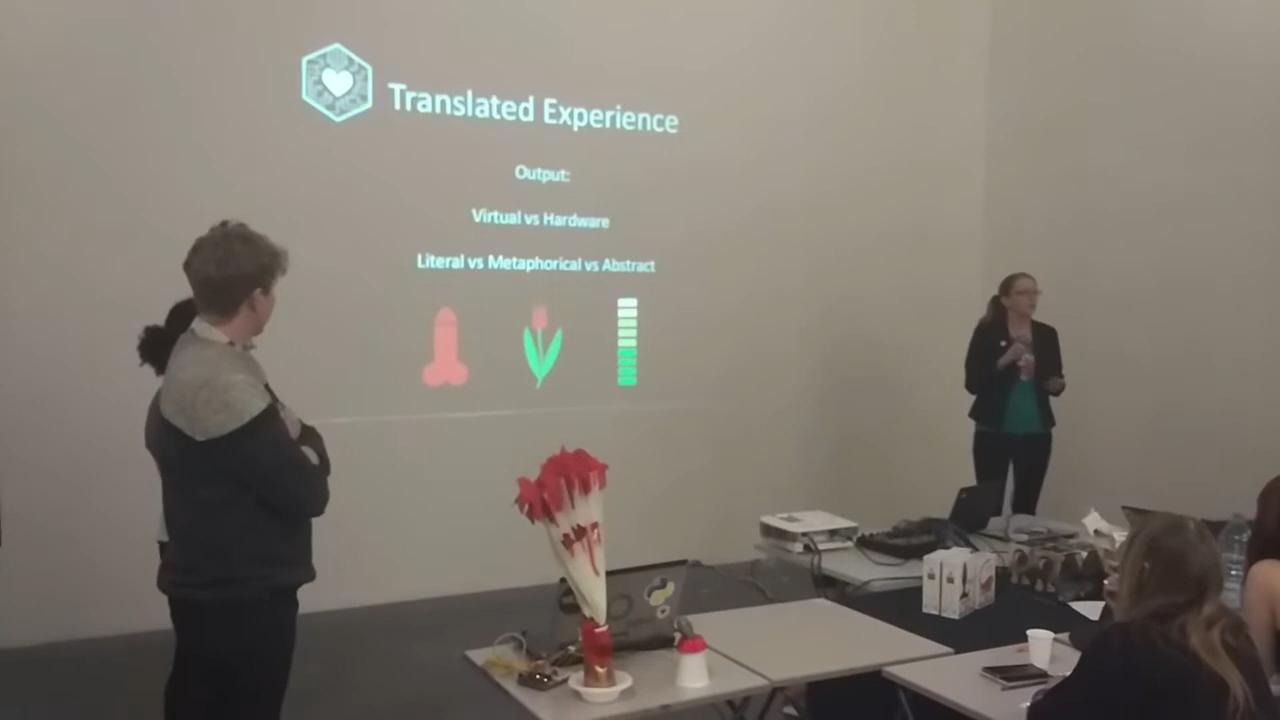 Translated Experience
Output:
Virtual vs Hardware
Literal vs Metaphorical vs Abstract